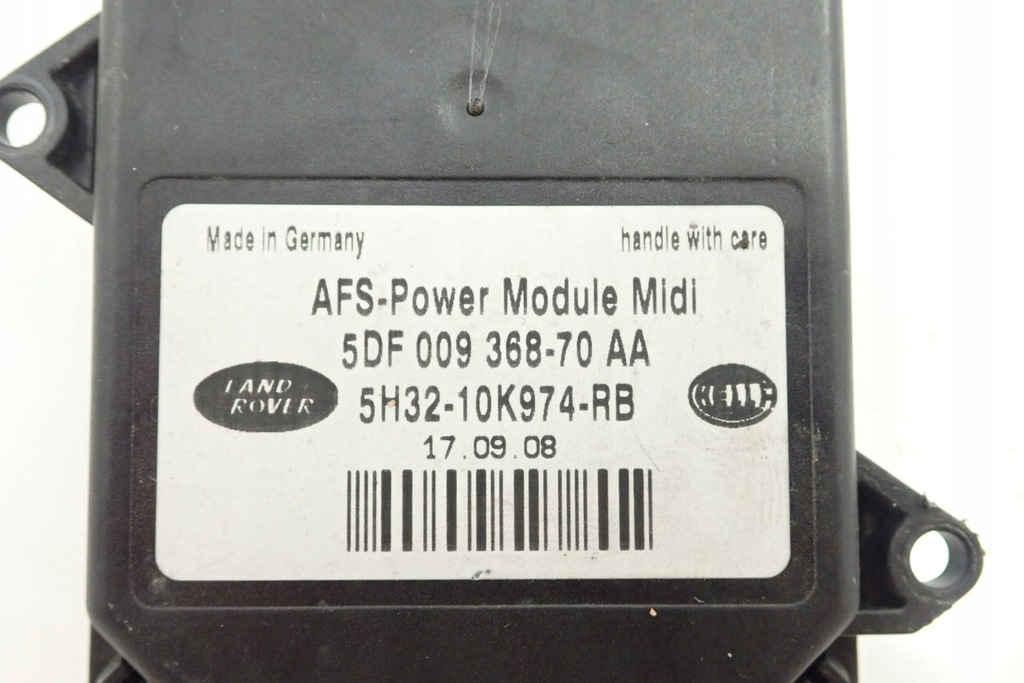 Made in Germany
handle with care
AFS-Power Module Midi
5DF 009 368-70 AA
LAND
ROVER
5H32-10K974-RB
HELLA
17.09.08